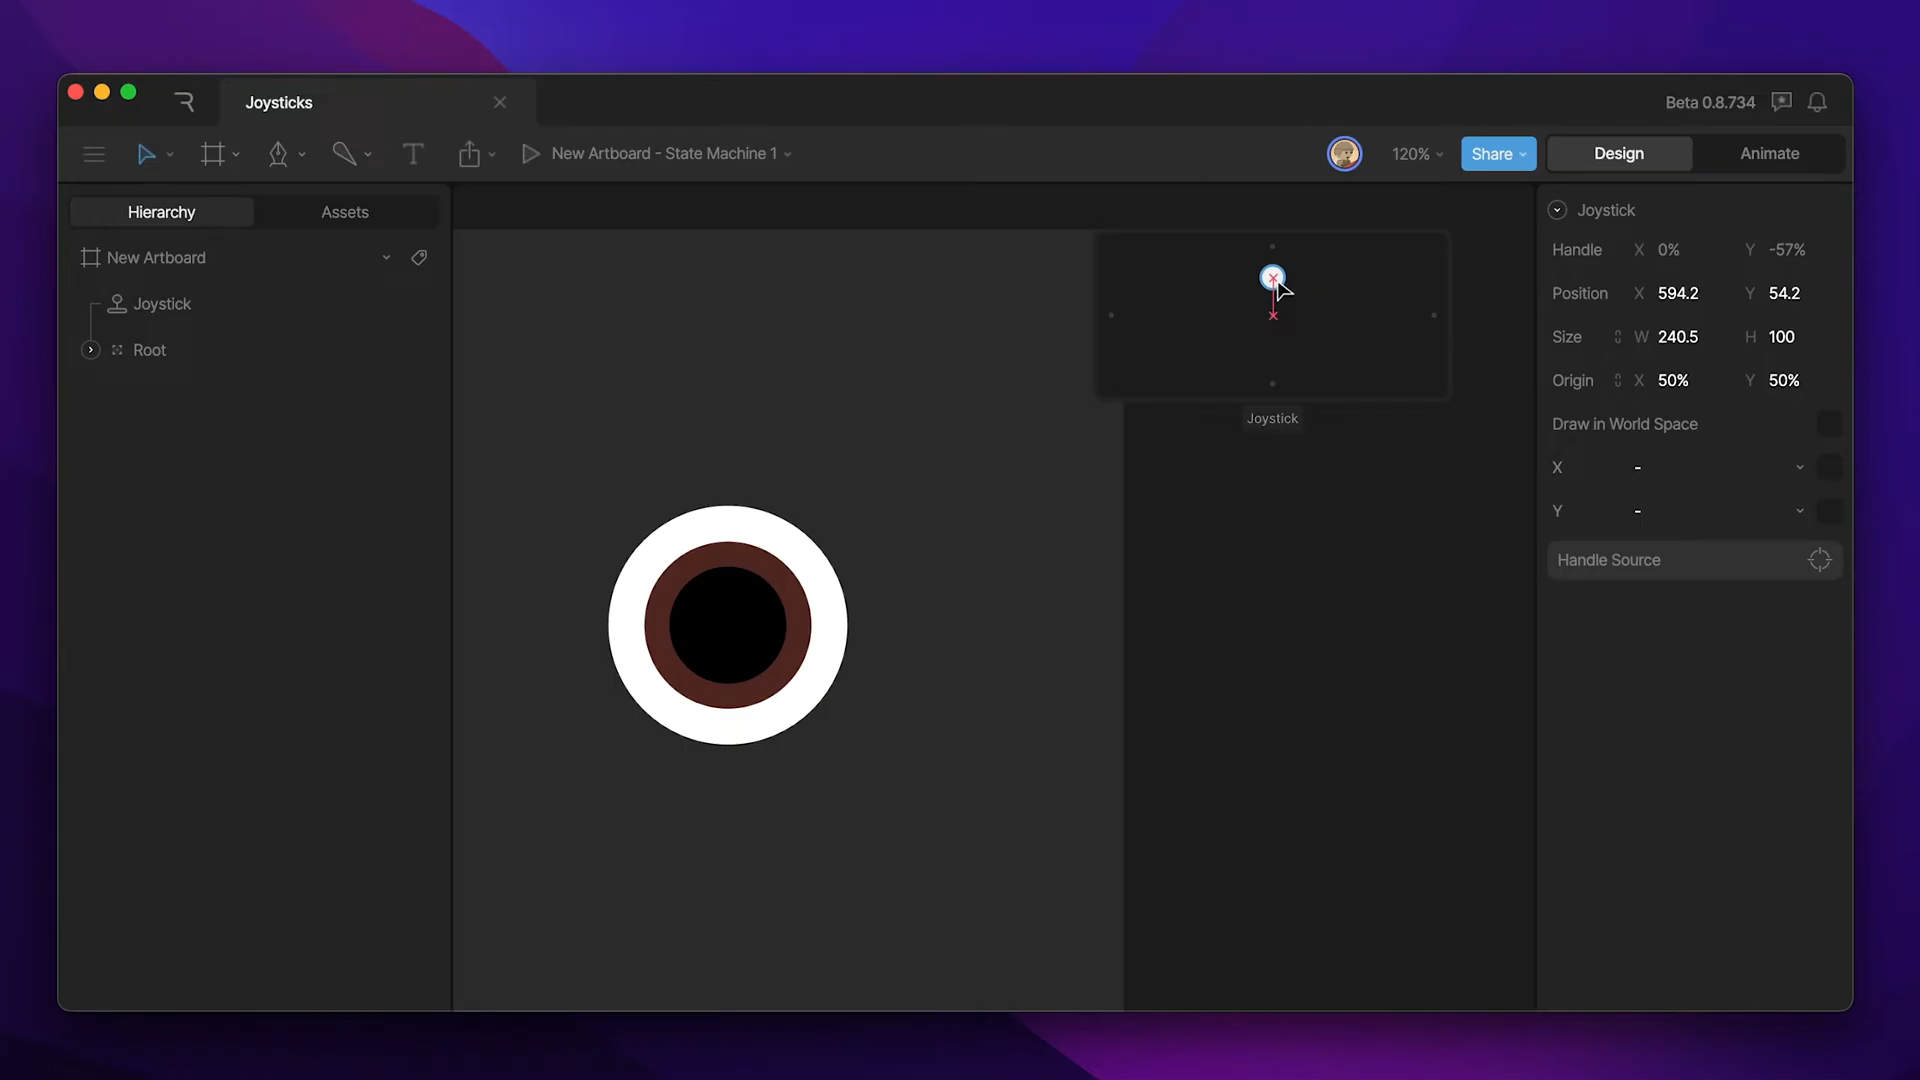 Joysticks
Beta 0.8.734
New Artboard - State Machine 1
120%
Share
Design
Animate
Hierarchy
Assets
New Artboard
Joystick
Root
Joystick
Joystick
Handle X 0% Y -57%
Position X 594.2 Y 54.2
Size W 240.5 H 100
Origin X 50% Y 50%
Draw in World Space
X -
Y -
Handle Source